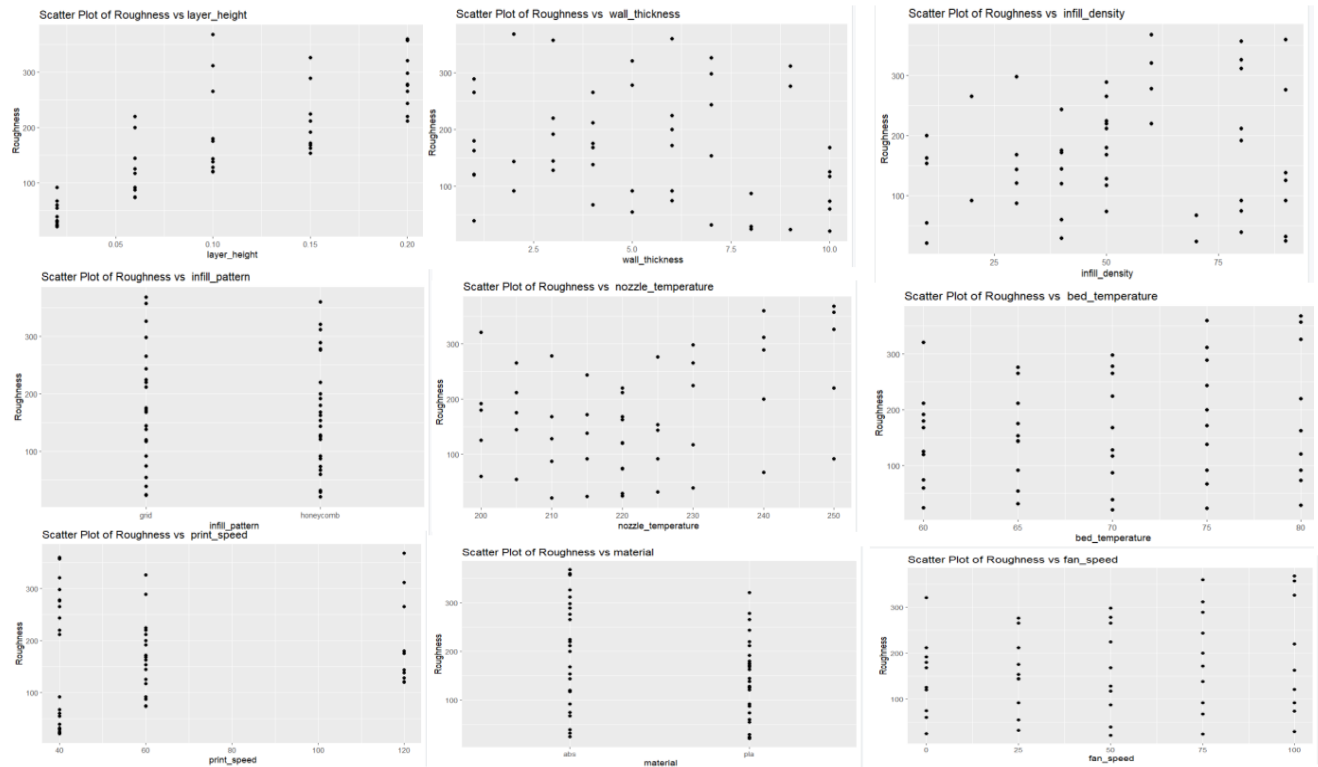 Scatter Plot of Roughness vs layer_height
300
200
100
Roughness
0.05 0.10 0.15 0.20
layer_height
Scatter Plot of Roughness vs wall_thickness
300
200
100
Roughness
2.5 5.0 7.5 10.0
wall_thickness
Scatter Plot of Roughness vs infill_density
300
200
100
Roughness
25 50 75
infill_density
Scatter Plot of Roughness vs infill_pattern
300
200
100
Roughness
grid honeycomb
infill_pattern
Scatter Plot of Roughness vs nozzle_temperature
300
200
100
Roughness
200 210 220 230 240 250
nozzle_temperature
Scatter Plot of Roughness vs bed_temperature
300
200
100
Roughness
60 65 70 75 80
bed_temperature
Scatter Plot of Roughness vs print_speed
300
200
100
Roughness
40 60 80 100 120
print_speed
Scatter Plot of Roughness vs material
300
200
100
Roughness
abs pla
material
Scatter Plot of Roughness vs fan_speed
300
200
100
Roughness
0 25 50 75 100
fan_speed